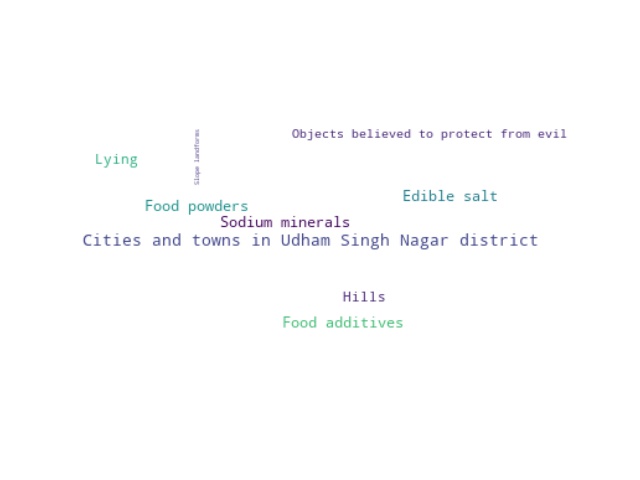 Objects believed to protect from evil
Slope landforms
Lying
Edible salt
Food powders
Sodium minerals
Cities and towns in Udham Singh Nagar district
Hills
Food additives